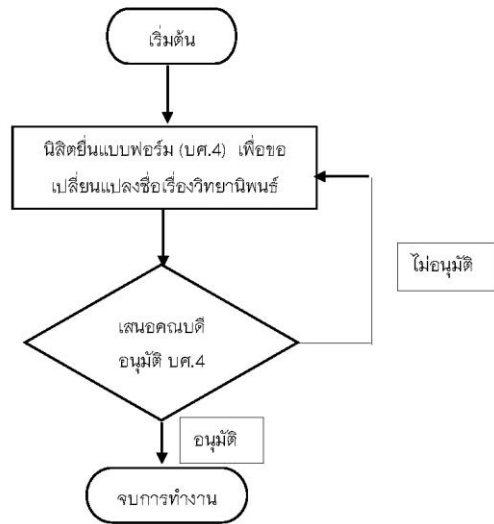 เริ่มต้น
นิสิตยื่นแบบฟอร์ม (บศ.4) เพื่อขอ
เปลี่ยนแปลงชื่อเรื่องวิทยานิพนธ์
ไม่อนุมัติ
เสนอคณบดี
อนุมัติ บศ.4
อนุมัติ
จบการทำงาน